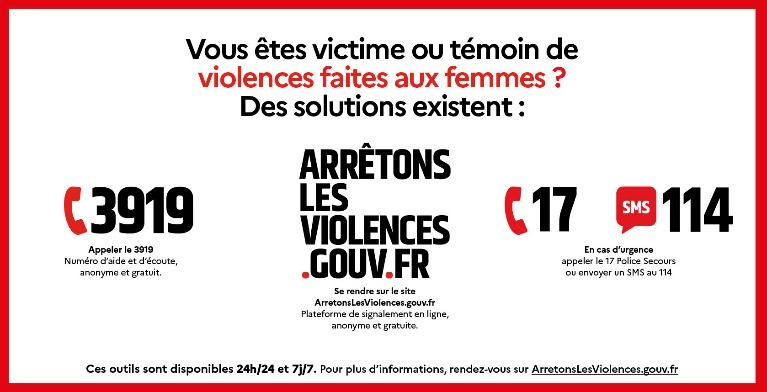 Vous êtes victime ou témoin de
violences faites aux femmes ?
Des solutions existent :
3919
Appeler le 3919
Numéro d'aide et d'écoute,
anonyme et gratuit.
ARRÊTONS
LES
VIOLENCES
.GOUV.FR
Se rendre sur le site
ArretonsLesViolences.gouv.fr
Plateforme de signalement en ligne,
anonyme et gratuite.
17 SMS 114
En cas d'urgence
appeler le 17 Police Secours
ou envoyer un SMS au 114
Ces outils sont disponibles 24h/24 et 7j/7. Pour plus d'informations, rendez-vous sur ArretonsLesViolences.gouv.fr